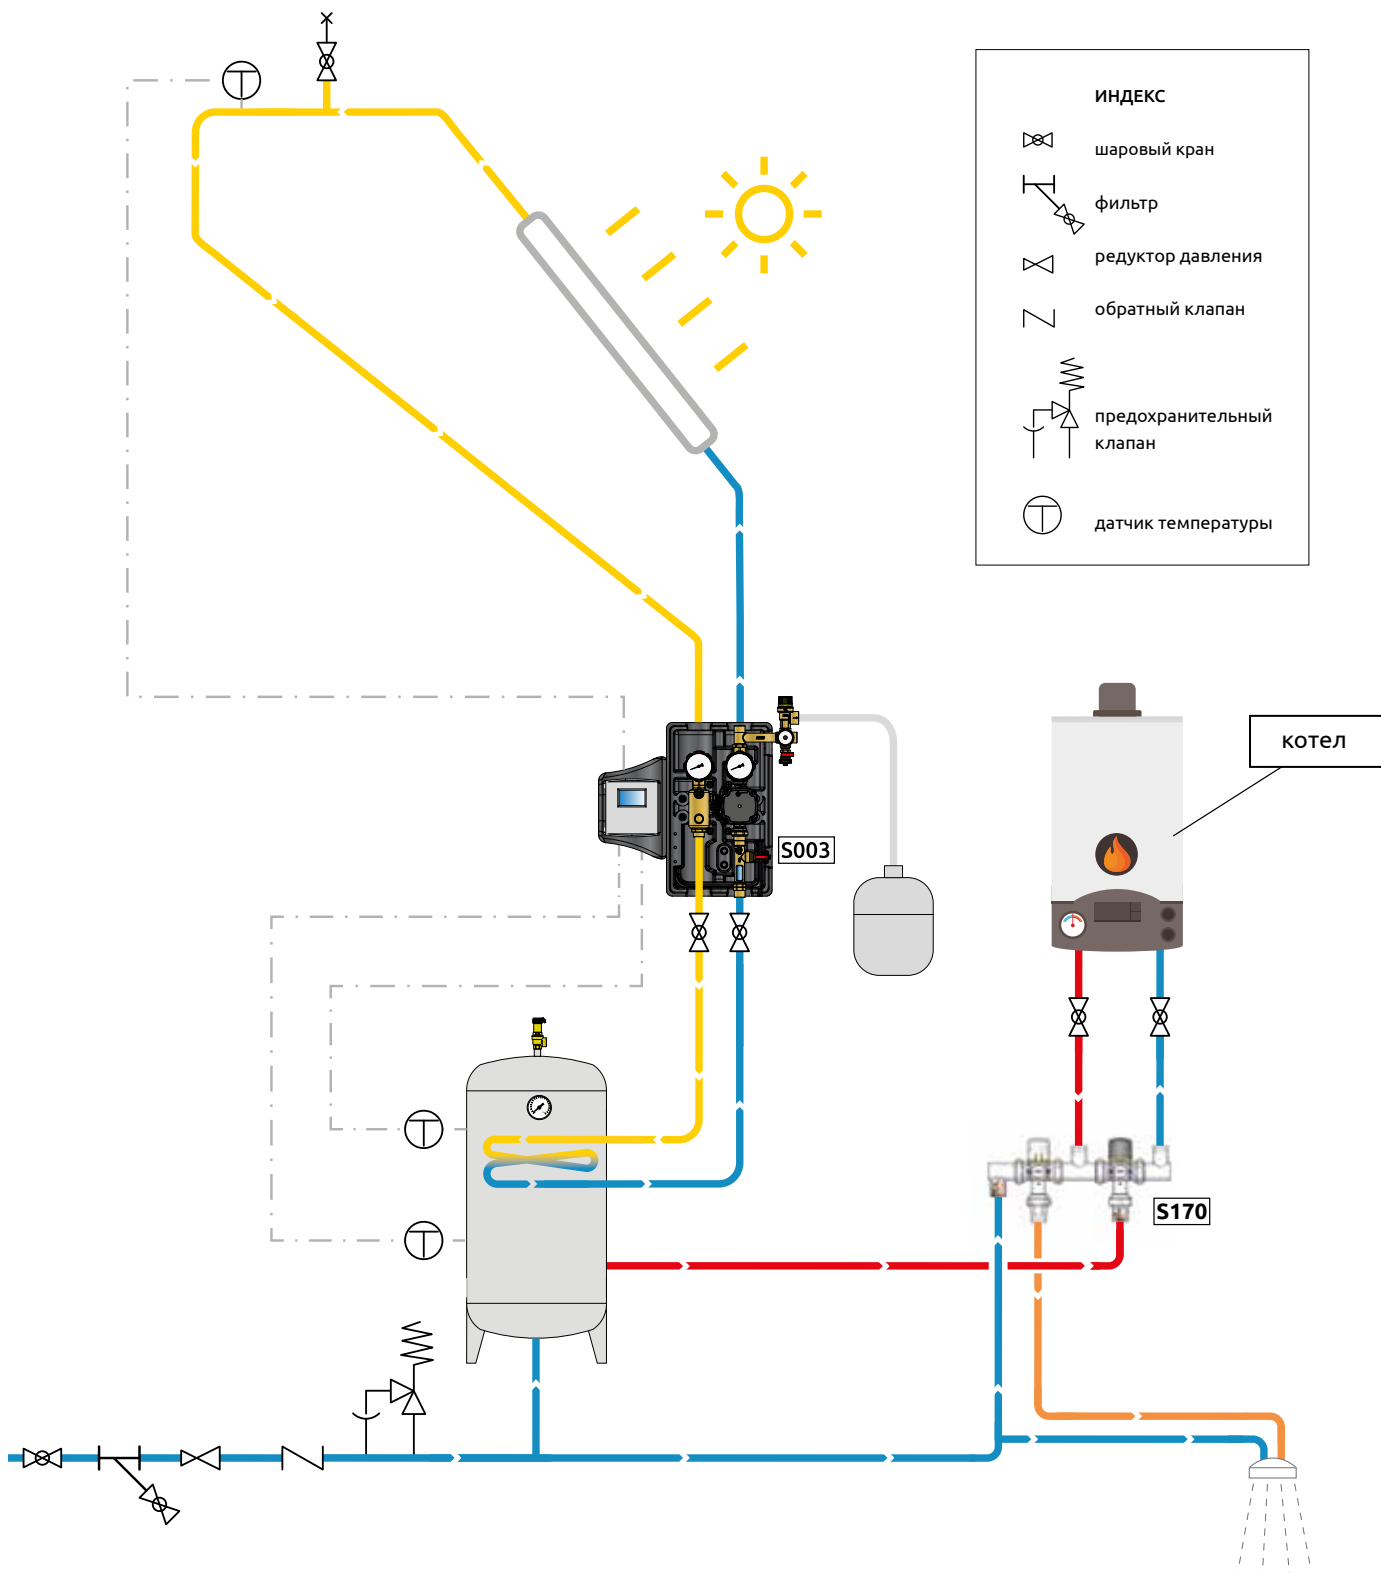 ИНДЕКС
шаровый кран
фильтр
редуктор давления
обратный клапан
предохранительный
клапан
датчик температуры
котел
S003
S170